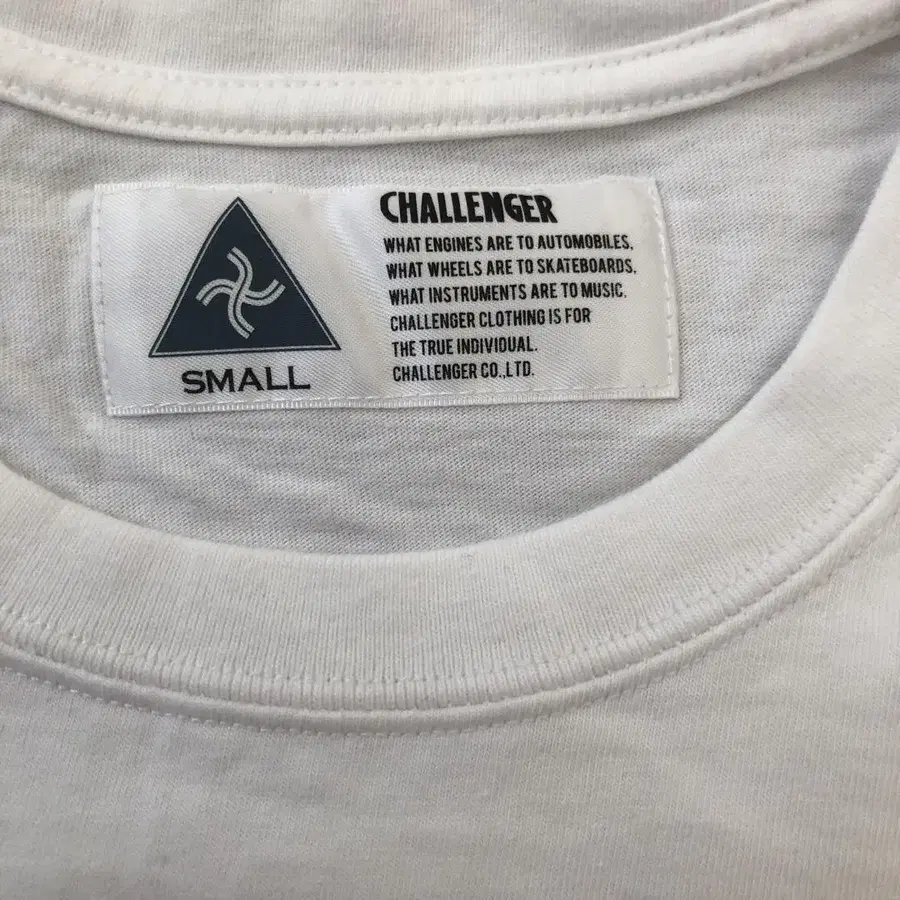 SMALL
CHALLENGER
WHAT ENGINES ARE TO AUTOMOBILES,
WHAT WHEELS ARE TO SKATEBOARDS,
WHAT INSTRUMENTS ARE TO MUSIC.
CHALLENGER CLOTHING IS FOR
THE TRUE INDIVIDUAL.
CHALLENGER CO.,LTD.